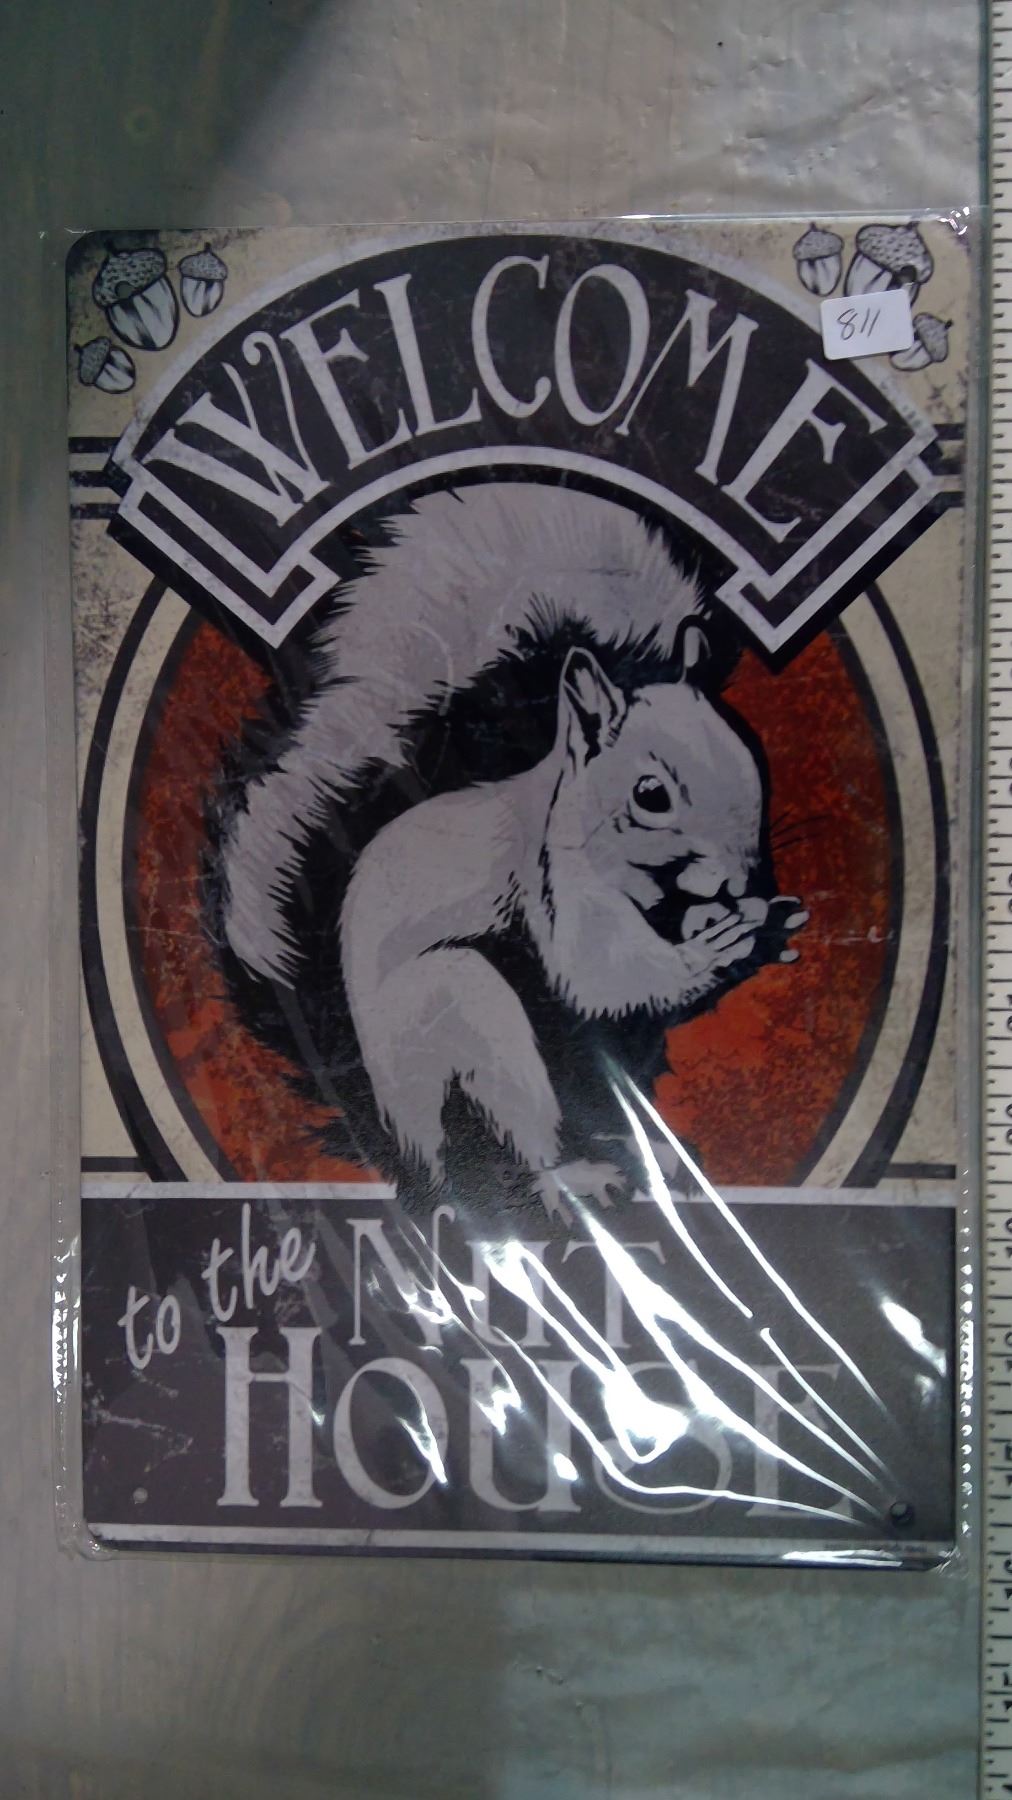 WELCOME
811
to the NUT
HOUSE